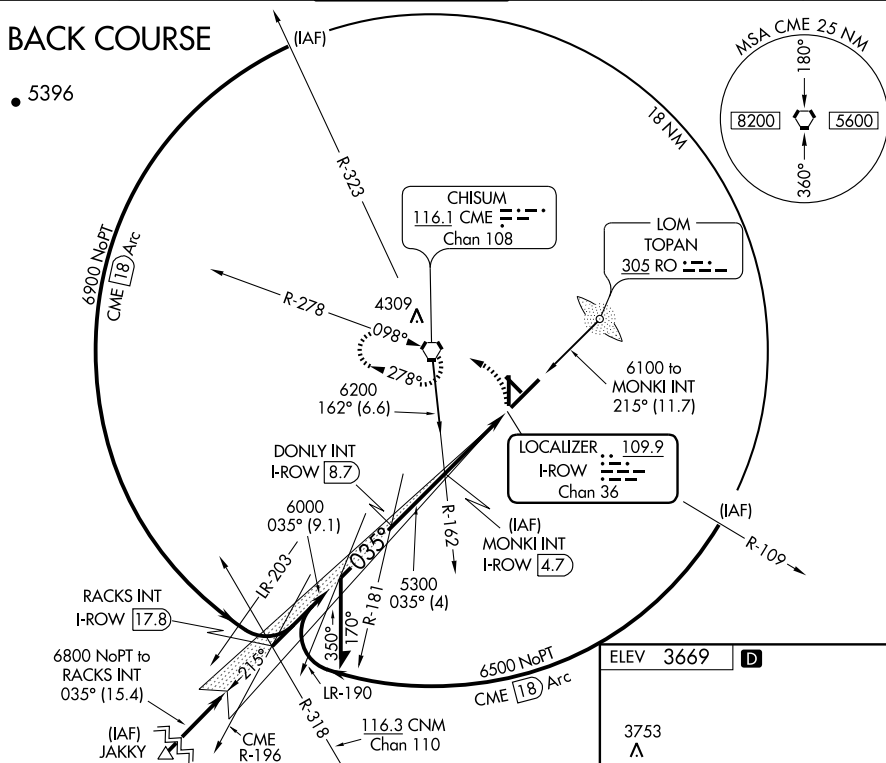 BACK COURSE
5396
(IAF)
MSA CME 25 NM
180°
8200
5600
360°
18 NM
R-323
CHISUM
116.1 CME
Chan 108
LOM
TOPAN
305 RO
6900 NoPT
CME 18 Arc
R-278
4309
098°
278°
6200
162° (6.6)
6100 to
MONKI INT
215° (11.7)
DONLY INT
I-ROW 8.7
LOCALIZER 109.9
I-ROW
Chan 36
6000
035° (9.1)
035°
R-162
(IAF)
MONKI INT
I-ROW 4.7
(IAF)
R-109
LR-203
R-181
5300
035° (4)
RACKS INT
I-ROW 17.8
350°
170°
215°
6800 NoPT to
RACKS INT
035° (15.4)
LR-190
6500 NoPT
CME 18 Arc
R-318
(IAF)
JAKKY
CME
R-196
116.3 CNM
Chan 110
ELEV 3669 D
3753